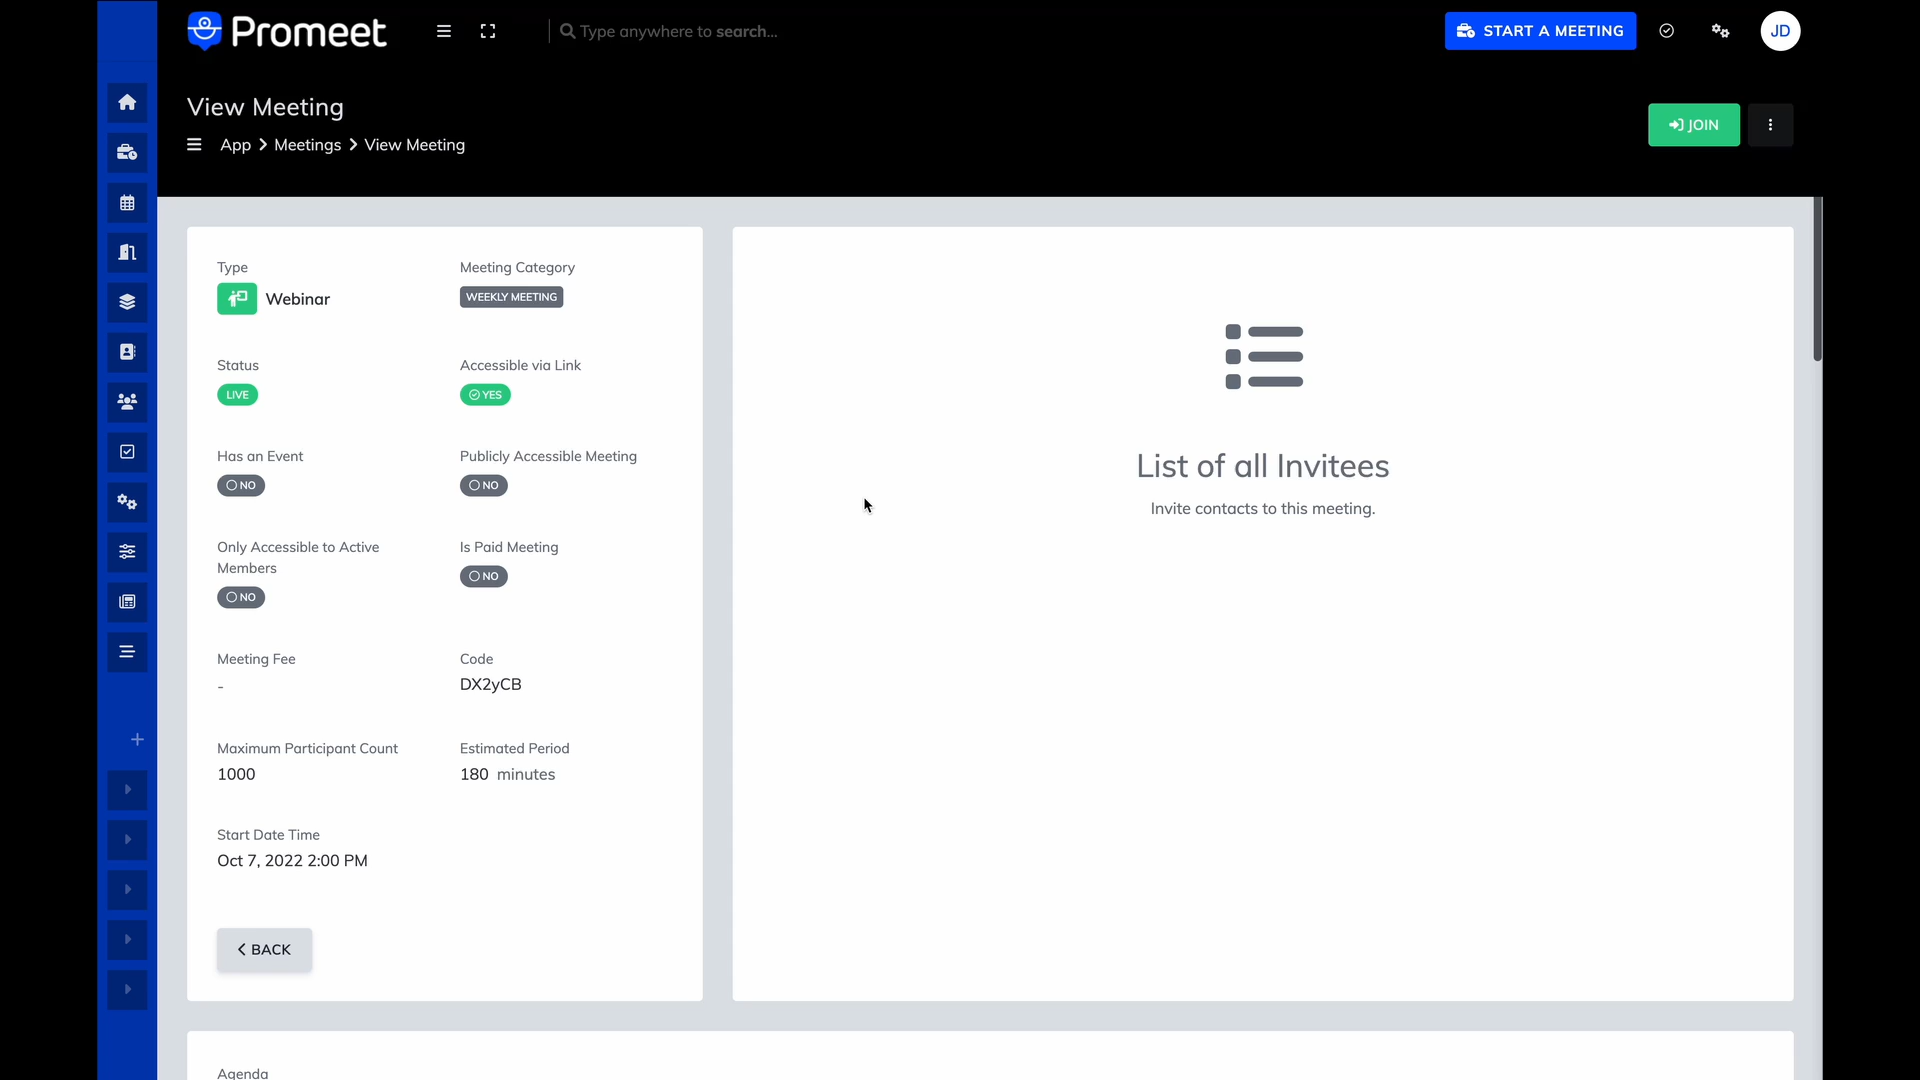 Promeet
Type anywhere to search...
START A MEETING
JD
View Meeting
App
Meetings
View Meeting
JOIN
Type
Webinar
Meeting Category
WEEKLY MEETING
Status
LIVE
Accessible via Link
YES
Has an Event
NO
Publicly Accessible Meeting
NO
Only Accessible to Active
Members
NO
Is Paid Meeting
NO
Meeting Fee
-
Code
DX2yCB
Maximum Participant Count
1000
Estimated Period
180 minutes
Start Date Time
Oct 7, 2022 2:00 PM
BACK
List of all Invitees
Invite contacts to this meeting.
Agenda